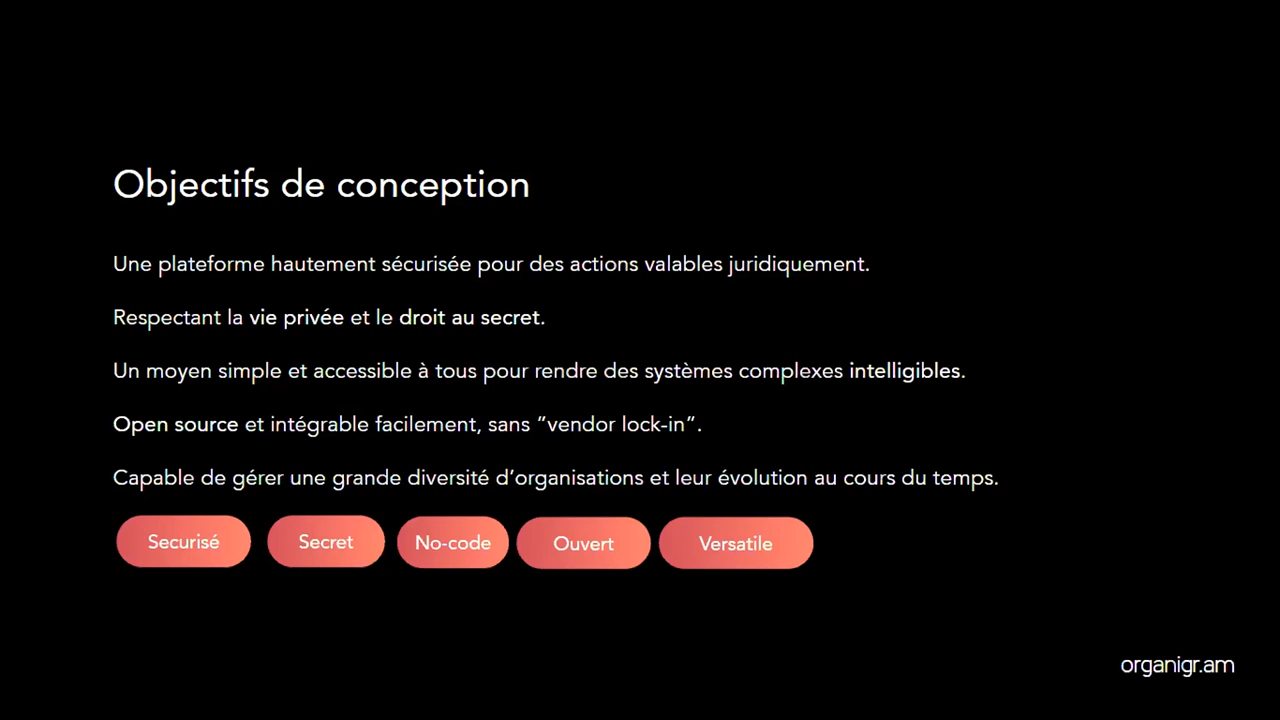 Objectifs de conception
Une plateforme hautement sécurisée pour des actions valables juridiquement.
Respectant la vie privée et le droit au secret.
Un moyen simple et accessible à tous pour rendre des systèmes complexes intelligibles.
Open source et intégrable facilement, sans “vendor lock-in”.
Capable de gérer une grande diversité d’organisations et leur évolution au cours du temps.
Securisé Secret No-code Ouvert Versatile
organigr.am